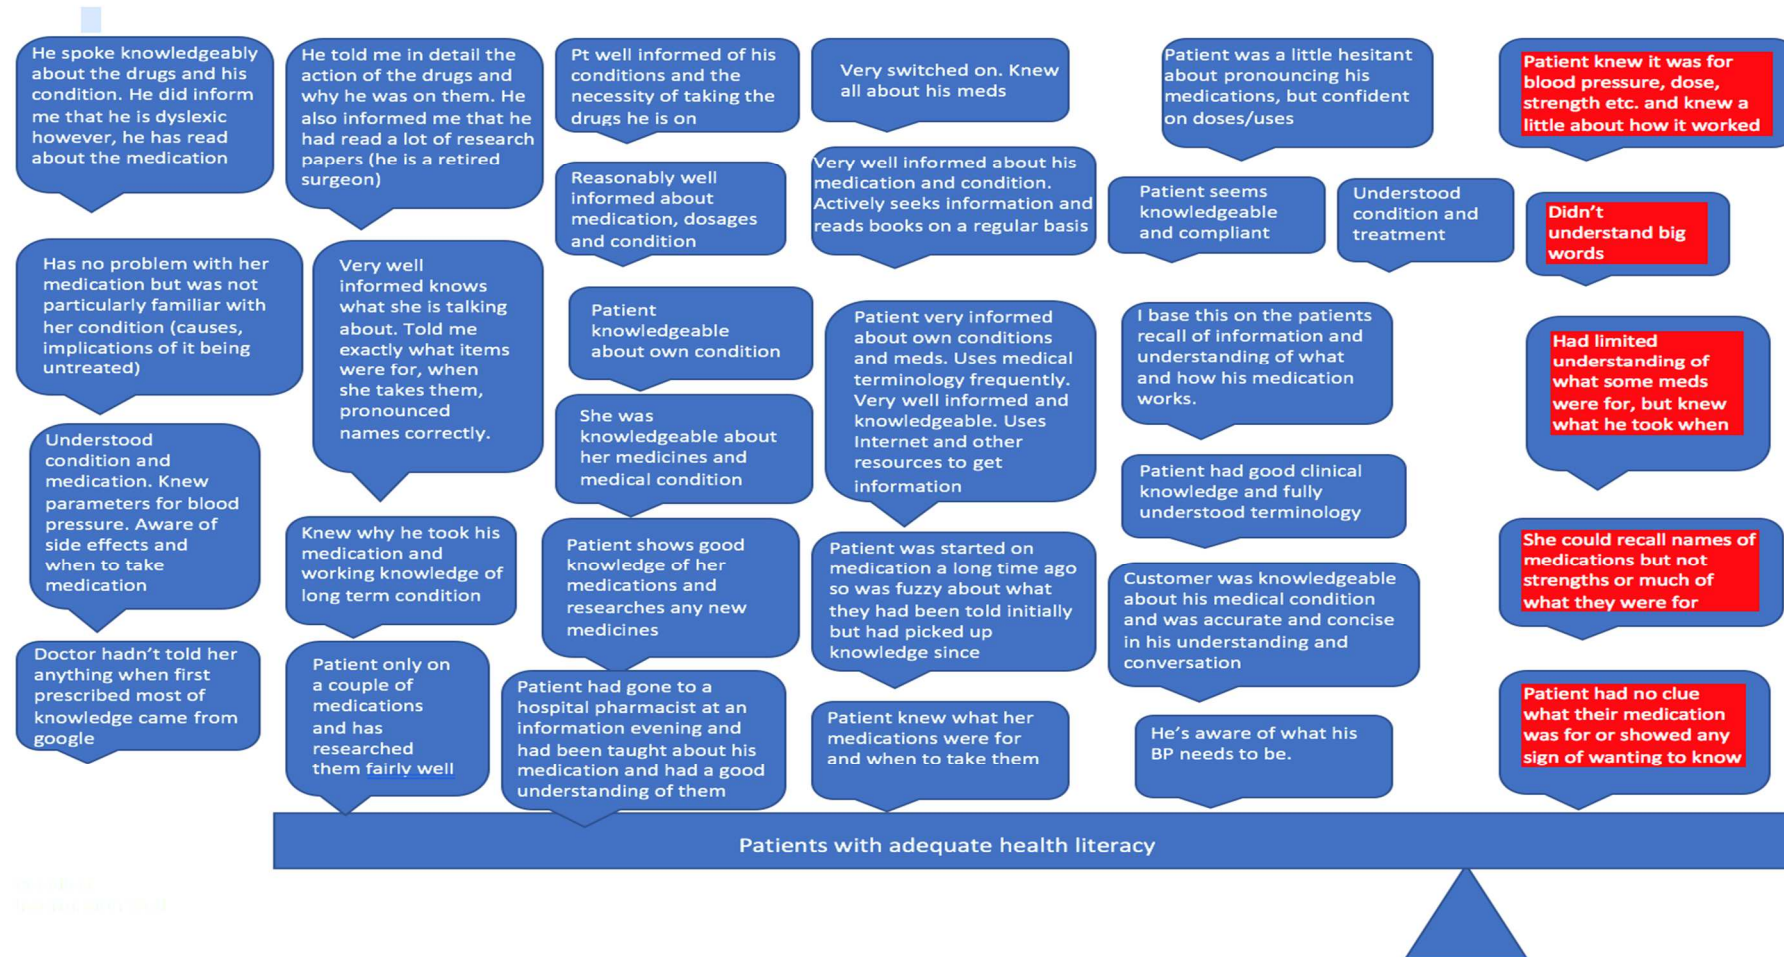 He spoke knowledgeably
about the drugs and his
condition. He did inform
me that he is dyslexic
however, he has read
about the medication
Has no problem with her
medication but was not
particularly familiar with
her condition (causes,
implications of it being
untreated)
Understood
condition and
medication. Knew
parameters for blood
pressure. Aware of
side effects and
when to take
medication
Doctor hadn't told her
anything when first
prescribed most of
knowledge came from
google
He told me in detail the
action of the drugs and
why he was on them. He
also informed me that he
had read a lot of research
papers (he is a retired
surgeon)
Very well
informed knows
what she is talking
about. Told me
exactly what items
were for, when
she takes them,
pronounced
names correctly.
Knew why he took his
medication and
working knowledge of
long term condition
Patient only on
a couple of
medications
and has
researched
them fairly well
Pt well informed of his
conditions and the
necessity of taking the
drugs he is on
Reasonably well
informed about
medication, dosages
and condition
Patient
knowledgeable
about own condition
She was
knowledgeable about
her medicines and
medical condition
Patient shows good
knowledge of her
medications and
researches any new
medicines
Patient had gone to a
hospital pharmacist at an
information evening and
had been taught about his
medication and had a good
understanding of them
Very switched on. Knew
all about his meds
Very well informed about his
medication and condition.
Actively seeks information and
reads books on a regular basis
Patient very informed
about own conditions
and meds. Uses medical
terminology frequently.
Very well informed and
knowledgeable. Uses
Internet and other
resources to get
information
Patient was started on
medication a long time ago
so was fuzzy about what
they had been told initially
but had picked up
knowledge since
Patient knew what her
medications were for
and when to take them
Patient was a little hesitant
about pronouncing his
medications, but confident
on doses/uses
Patient seems
knowledgeable
and compliant
Understood
condition and
treatment
I base this on the patients
recall of information and
understanding of what
and how his medication
works.
Patient had good clinical
knowledge and fully
understood terminology
Customer was knowledgeable
about his medical condition
and was accurate and concise
in his understanding and
conversation
He's aware of what his
BP needs to be.
Patient knew it was for
blood pressure, dose,
strength etc. and knew a
little about how it worked
Didn't
understand big
words
Had limited
understanding of
what some meds
were for, but knew
what he took when
She could recall names of
medications but not
strengths or much of
what they were for
Patient had no clue
what their medication
was for or showed any
sign of wanting to know
Patients with adequate health literacy